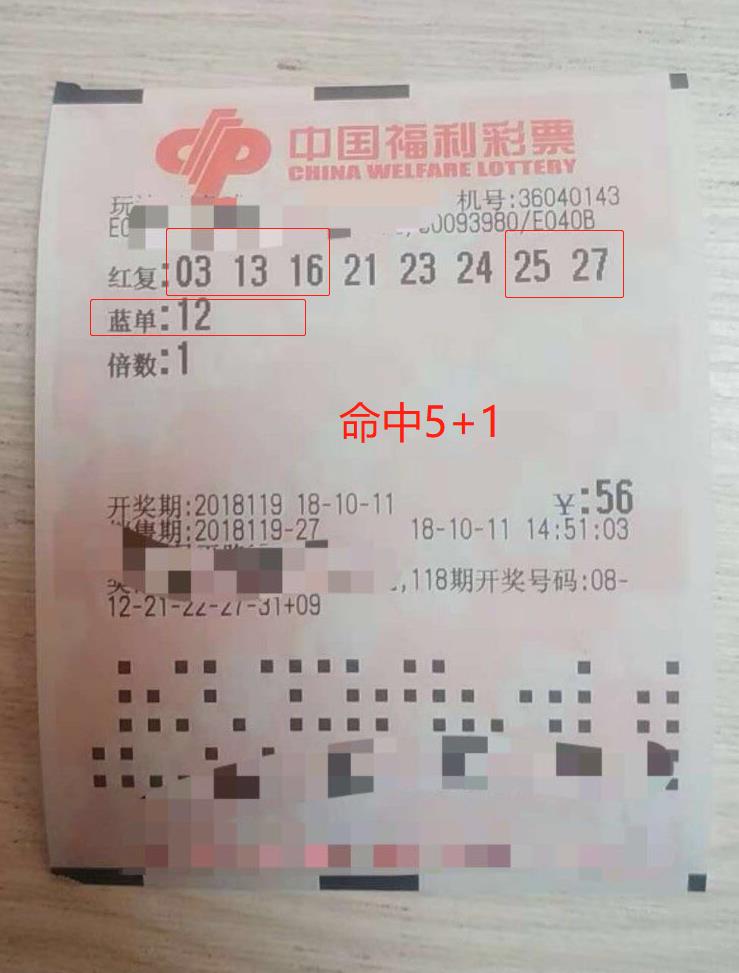 中国福利彩票
CHINA WELFARE LOTTERY
机号:36040143
00093980/E040B
红复:03 13 16 21 23 24 25 27
蓝单:12
倍数:1
命中5+1
开奖期:2018119 18-10-11 ¥:56
售期:2018119-27 18-10-11 14:51:03
,118期开奖号码:08-
12-21-22-27-31+09